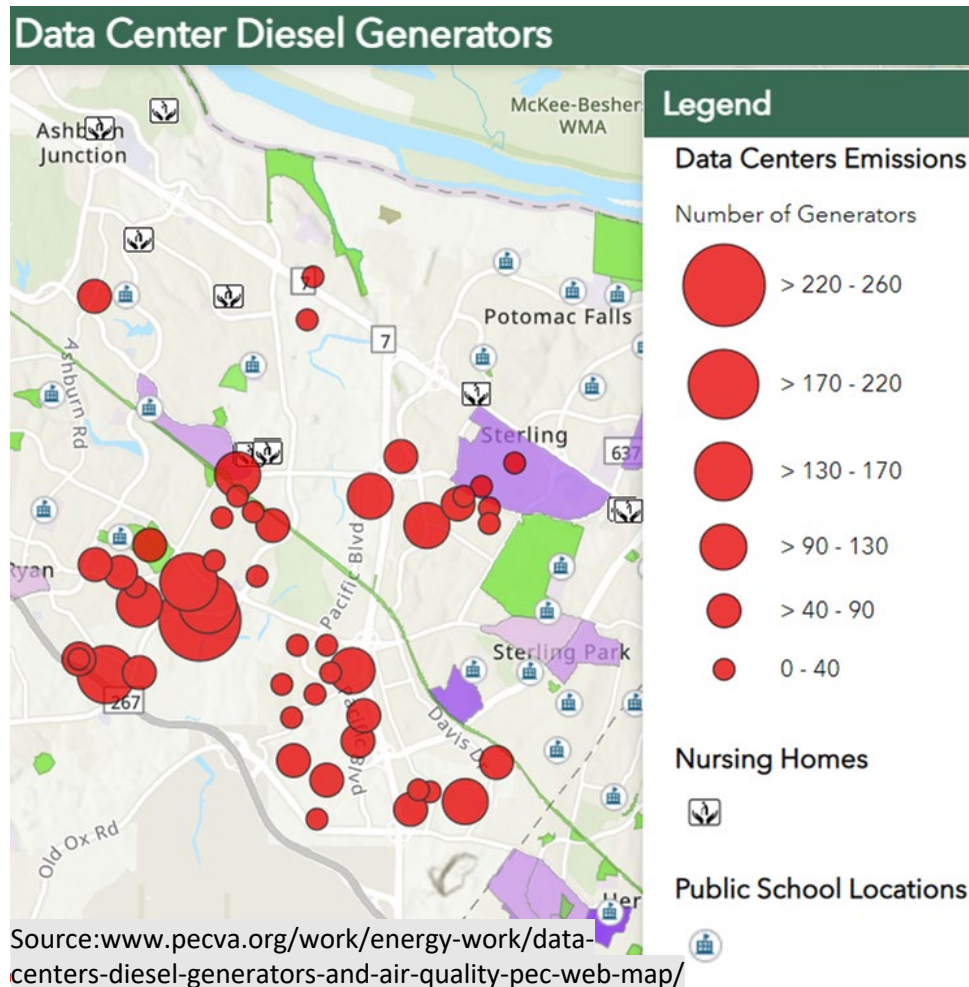 Data Center Diesel Generators
McKee-Besher
WMA
Ashburn
Junction
7
Potomac Falls
7
Ashburn Rd
Sterling
637
Pacific Blvd
Ryan
Sterling Park
267
Pacific Blvd
Davis Dr
Old Ox Rd
Her
Legend
Data Centers Emissions
Number of Generators
> 220 - 260
> 170 - 220
> 130 - 170
> 90 - 130
> 40 - 90
0 - 40
Nursing Homes
Public School Locations
Source:www.pecva.org/work/energy-work/data-
centers-diesel-generators-and-air-quality-pec-web-map/